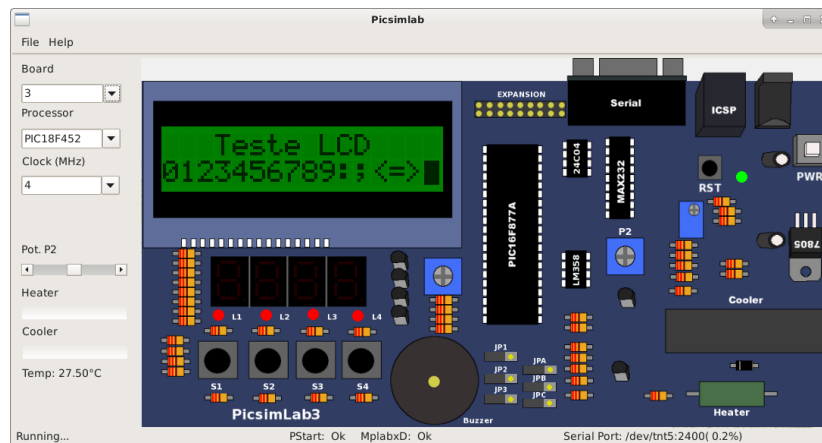 Picsimlab
File Help
Board
3
Processor
PIC18F452
Clock (MHz)
4
Pot. P2
Heater
Cooler
Temp: 27.50°C
Teste LCD
0123456789:;<=>
EXPANSION
Serial
ICSP
24C04
MAX232
RST
PWR
PIC16F877A
P2
LM358
7805
Cooler
L1 L2 L3 L4
S1 S2 S3 S4
JP1
JP2
JP3
JPA
JPB
JPC
PicsimLab3
Buzzer
Heater
Running...
PStart: Ok MplabxD: Ok
Serial Port: /dev/tnt5:2400( 0.2%)